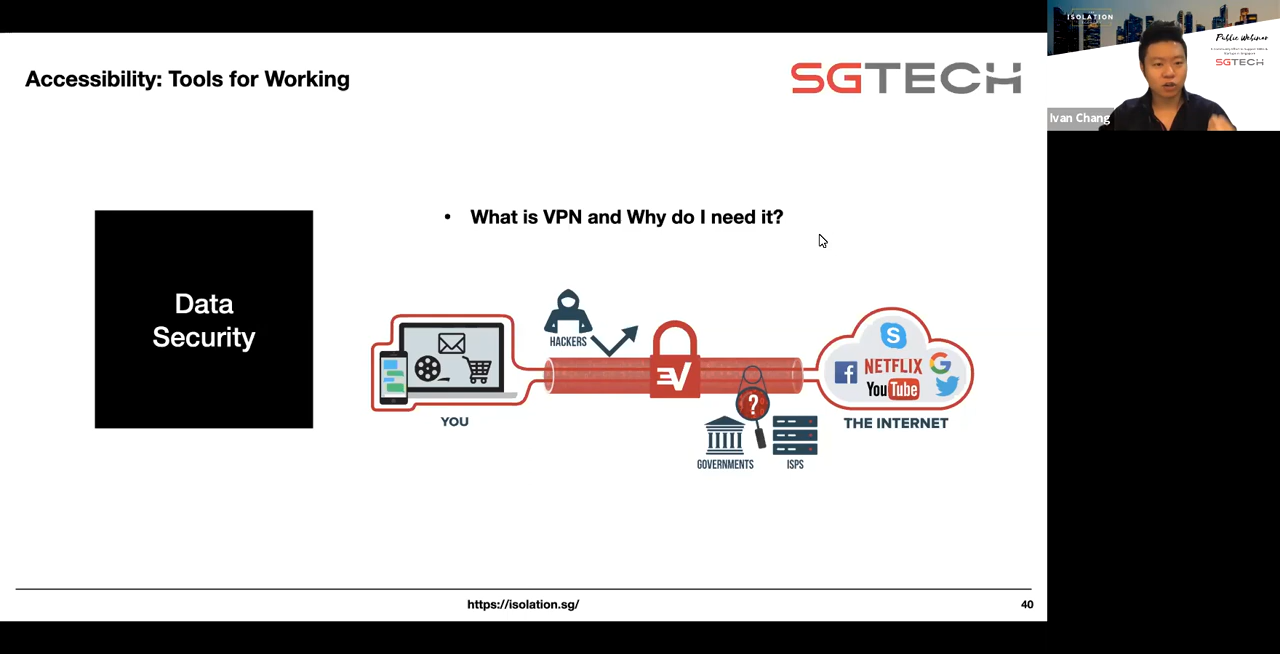 Accessibility: Tools for Working
SGTECH
ISOLATION
Public Webinar
SGTECH
Ivan Chang
Data
Security
• What is VPN and Why do I need it?
HACKERS
YOU
?
GOVERNMENTS
ISPS
S
NETFLIX
G
f
YouTube
THE INTERNET
https://isolation.sg/
40